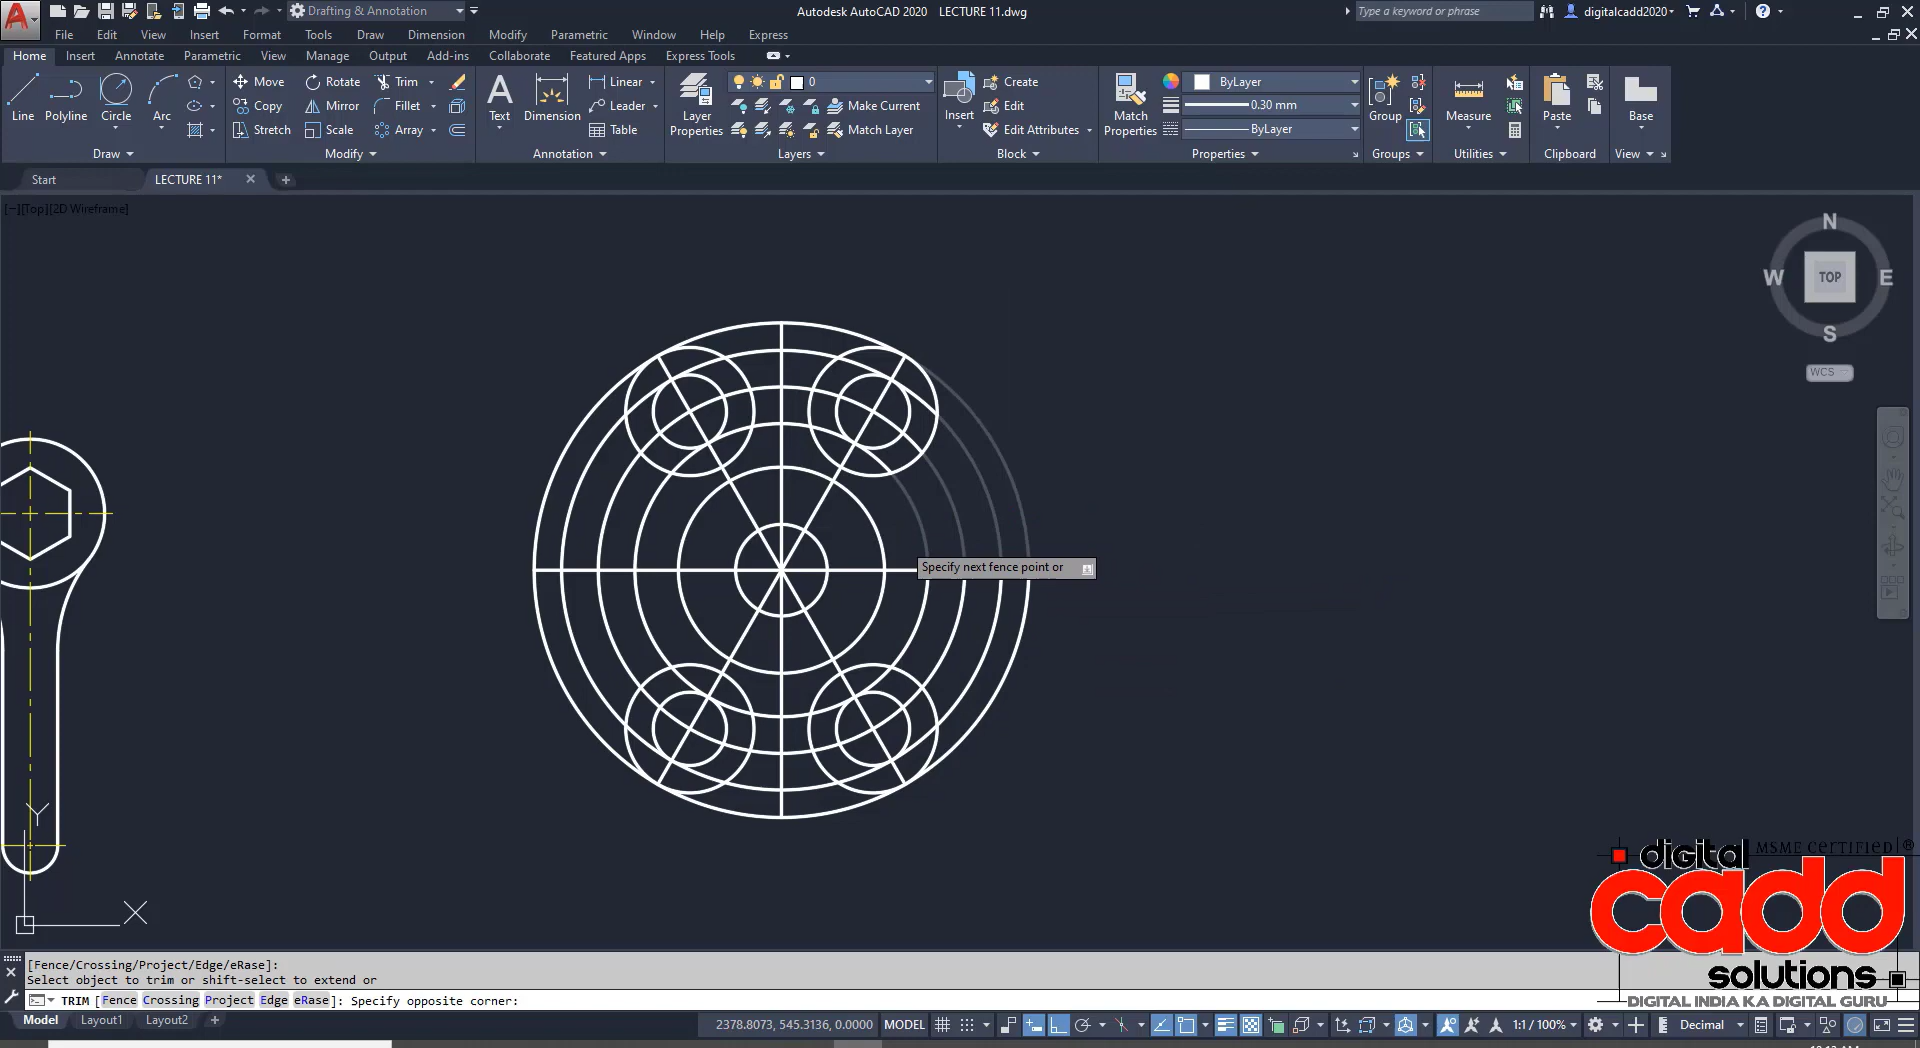 Drafting & Annotation
Autodesk AutoCAD 2020 LECTURE 11.dwg
Type a keyword or phrase
digitalcadd2020
File Edit View Insert Format Tools Draw Dimension Modify Parametric Window Help Express
Home Insert Annotate Parametric View Manage Output Add-ins Collaborate Featured Apps Express Tools
Line Polyline Circle Arc
Move Rotate Trim
Copy Mirror Fillet
Stretch Scale Array
Text Dimension
Linear
Leader
Table
Layer Properties
0
Make Current
Match Layer
Insert
Create
Edit
Edit Attributes
Match Properties
ByLayer
0.30 mm
ByLayer
Group
Measure
Paste
Base
Draw Modify Annotation Layers Block Properties Groups Utilities Clipboard View
Start LECTURE 11*
[−][Top][2D Wireframe]
N
W TOP E
S
WCS
Specify next fence point or
Y
X
digital MSME CERTIFIED ®
cadd
solutions
DIGITAL INDIA KA DIGITAL GURU
[Fence/Crossing/Project/Edge/eRase]:
Select object to trim or shift-select to extend or
TRIM [Fence Crossing Project Edge eRase]: Specify opposite corner:
Model Layout1 Layout2
2378.8073, 545.3136, 0.0000 MODEL 1:1 / 100% Decimal